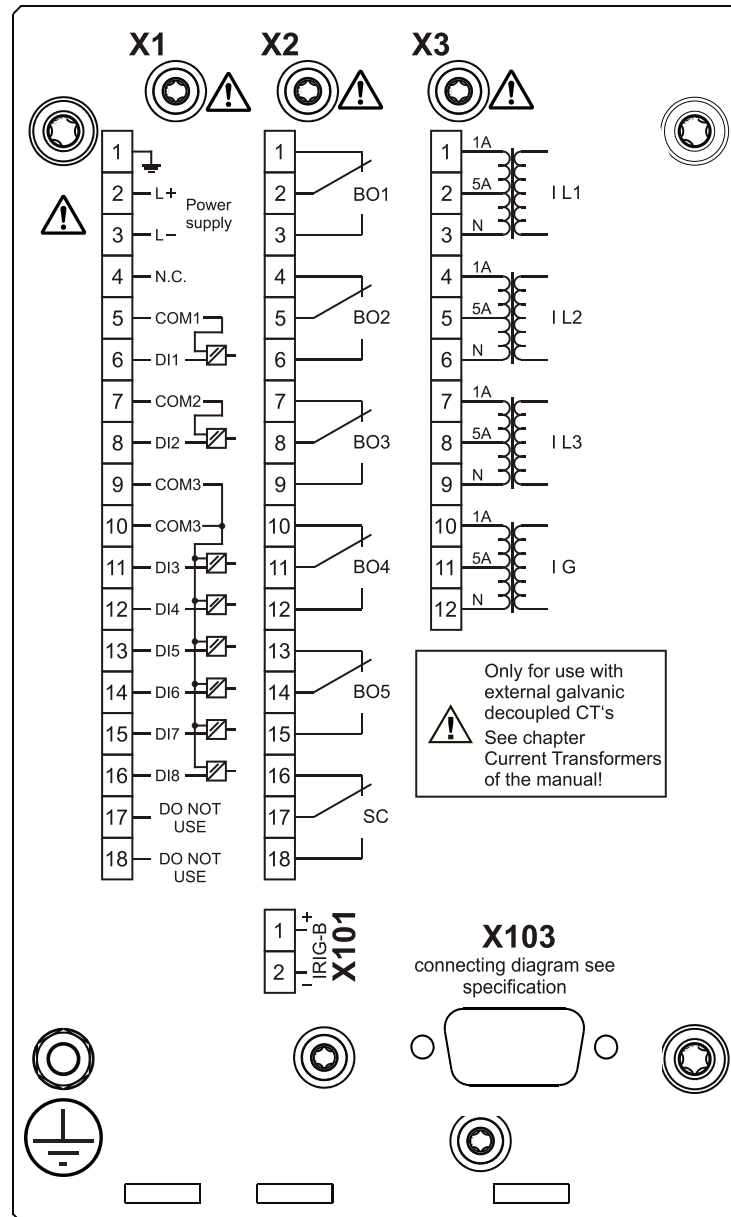 X1
X2
X3
1
2 L+
Power
supply
3 L−
4 N.C.
5 COM1
6 DI1
7 COM2
8 DI2
9 COM3
10 COM3
11 DI3
12 DI4
13 DI5
14 DI6
15 DI7
16 DI8
17 DO NOT
USE
18 DO NOT
USE
1
2 BO1
3
4
5 BO2
6
7
8 BO3
9
10
11 BO4
12
13
14 BO5
15
16
17 SC
18
1 1A
2 5A I L1
3 N
4 1A
5 5A I L2
6 N
7 1A
8 5A I L3
9 N
10 1A
11 5A I G
12 N
Only for use with
external galvanic
decoupled CT's
See chapter
Current Transformers
of the manual!
1 +
2 −
IRIG-B
X101
X103
connecting diagram see
specification